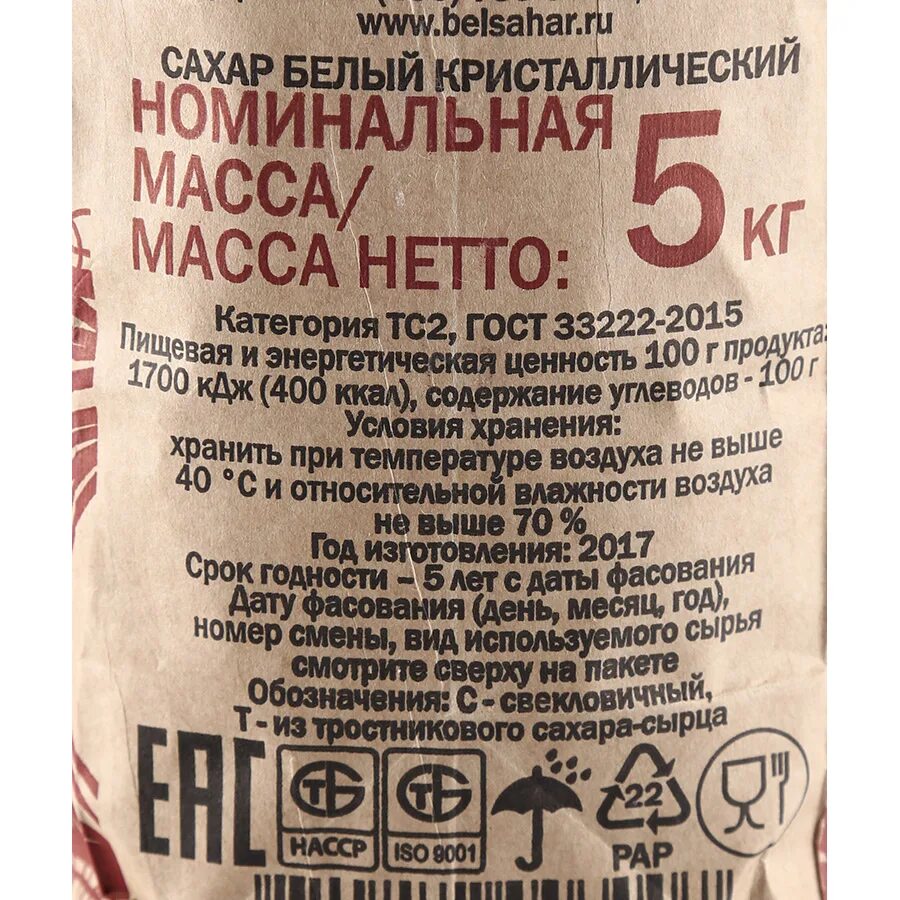 www.belsahar.ru
САХАР БЕЛЫЙ КРИСТАЛЛИЧЕСКИЙ
НОМИНАЛЬНАЯ
МАССА/
МАССА НЕТТО:
5 кг
Категория ТС2, ГОСТ 33222-2015
Пищевая и энергетическая ценность 100 г продукта:
1700 кДж (400 ккал), содержание углеводов - 100 г
Условия хранения:
хранить при температуре воздуха не выше
40 °С и относительной влажности воздуха
не выше 70 %
Год изготовления: 2017
Срок годности – 5 лет с даты фасования
Дату фасования (день, месяц, год),
номер смены, вид используемого сырья
смотрите сверху на пакете
Обозначения: С - свекловичный,
Т - из тростникового сахара-сырца
EAC
ТБ
HACCP
ТБ
ISO 9001
22
PAP